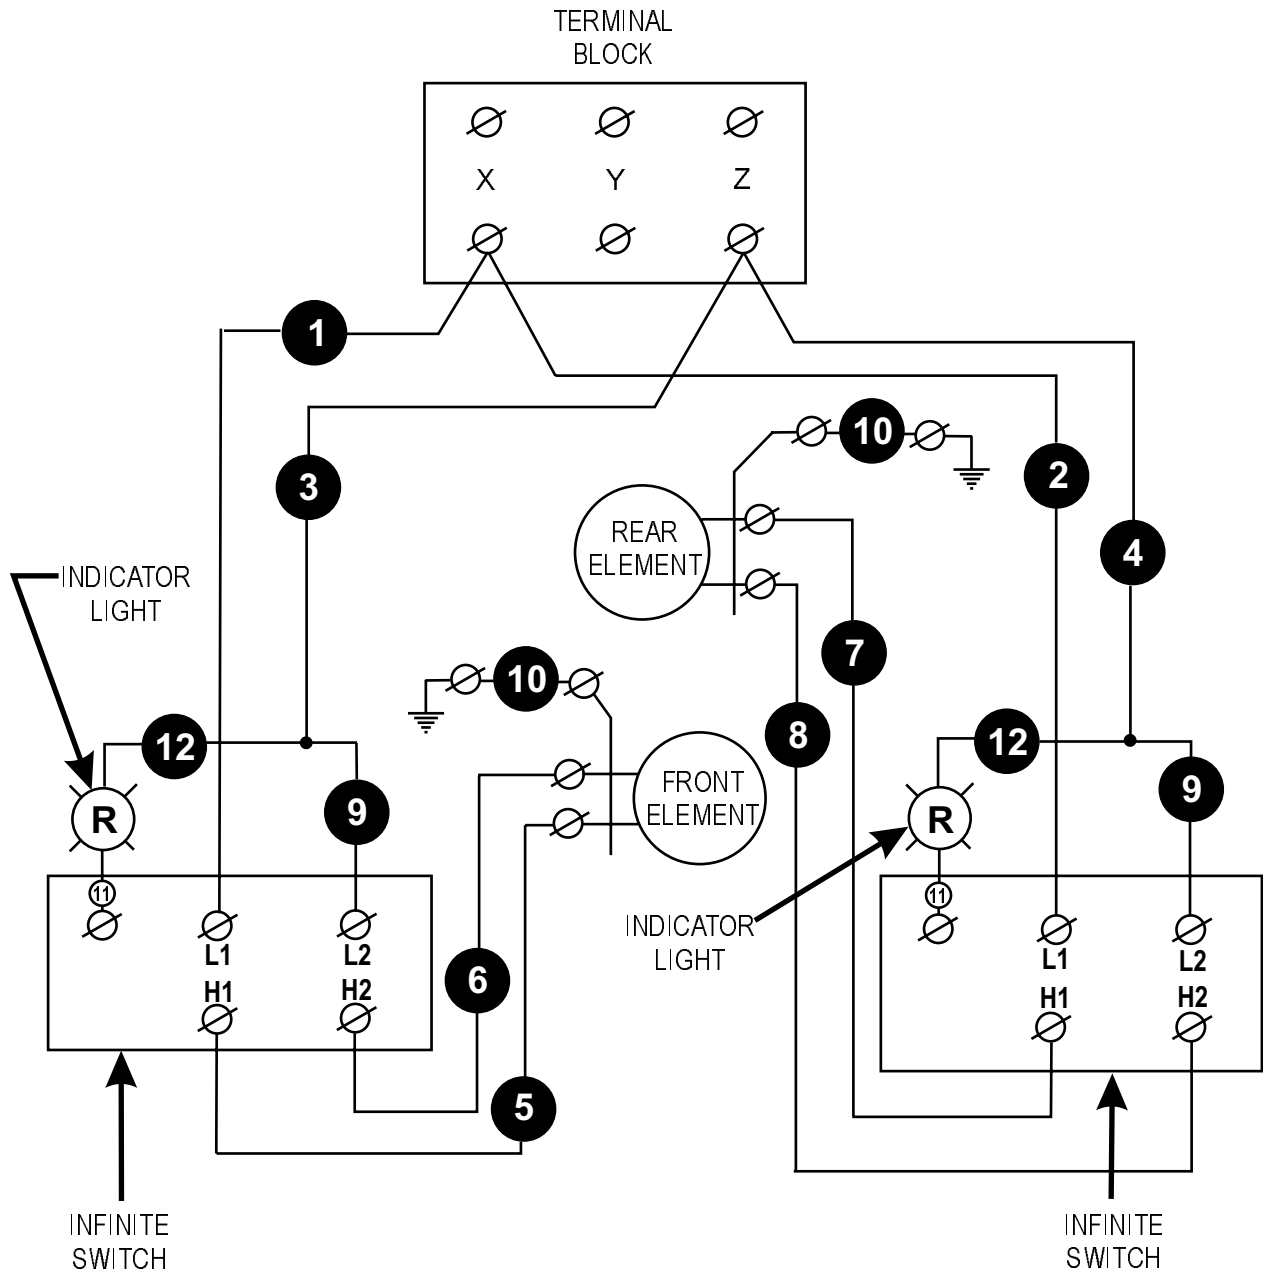 TERMINAL
BLOCK
X Y Z
1
10
2
3
REAR
ELEMENT
4
INDICATOR
LIGHT
7
10
8
12
12
FRONT
ELEMENT
9
9
R
R
11
11
INDICATOR
LIGHT
L1 L2
H1 H2
L1 L2
H1 H2
6
5
INFINITE
SWITCH
INFINITE
SWITCH